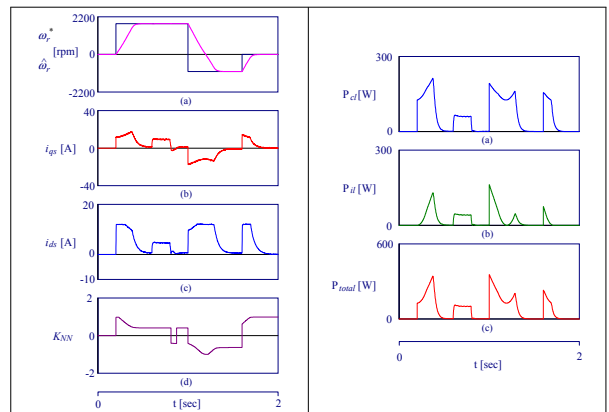 2200
ω_r^*
[rpm]
0
ω̂_r
-2200
(a)
40
i_qs [A]
0
-40
(b)
20
i_ds [A]
0
-10
(c)
2
K_NN
0
-2
(d)
0
2
t [sec]
300
P_cl [W]
0
(a)
300
P_il [W]
0
(b)
600
P_total [W]
0
(c)
0
2
t [sec]